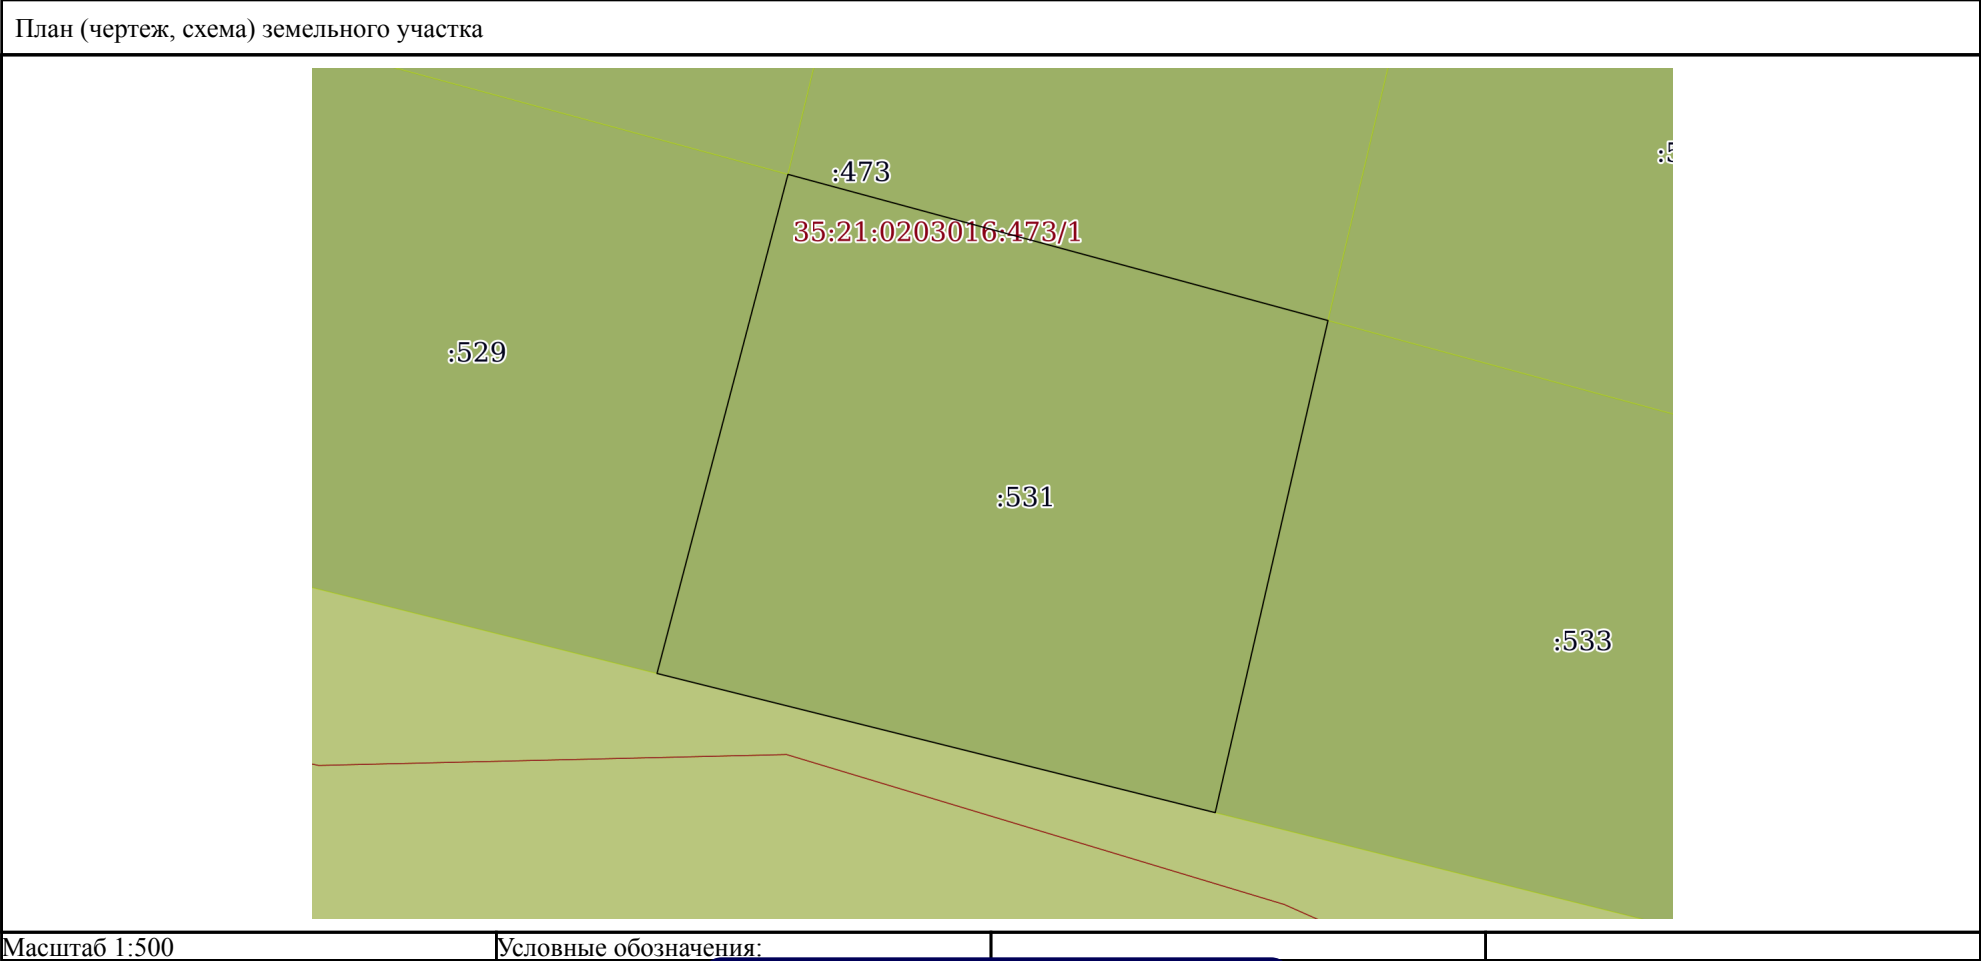 План (чертеж, схема) земельного участка
:5
:473
35:21:0203016:473/1
:529
:531
:533
Масштаб 1:500
Условные обозначения: